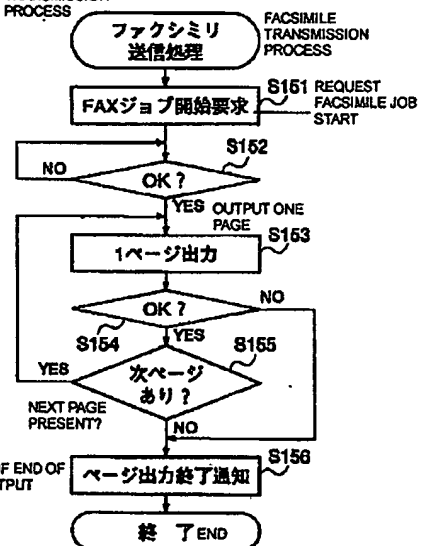 PROCESS
ファクシミリ
送信処理
FACSIMILE
TRANSMISSION
PROCESS
S151
FAXジョブ開始要求
REQUEST
FACSIMILE JOB
START
S152
NO
OK?
YES
OUTPUT ONE
PAGE
S153
1ページ出力
OK?
NO
S154
YES
S155
YES
次ページ
あり?
NEXT PAGE
PRESENT?
NO
S156
F END OF
TPUT
ページ出力終了通知
終 了 END